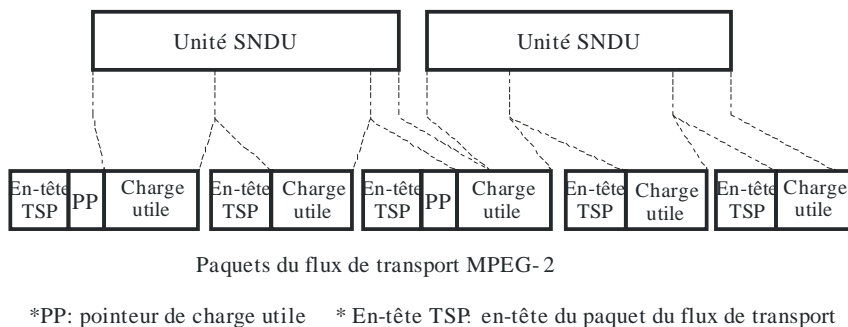 Unité SNDU Unité SNDU
En-tête TSP PP Charge utile En-tête TSP Charge utile En-tête TSP PP Charge utile En-tête TSP Charge utile En-tête TSP Charge utile
Paquets du flux de transport MPEG-2
*PP: pointeur de charge utile * En-tête TSP: en-tête du paquet du flux de transport